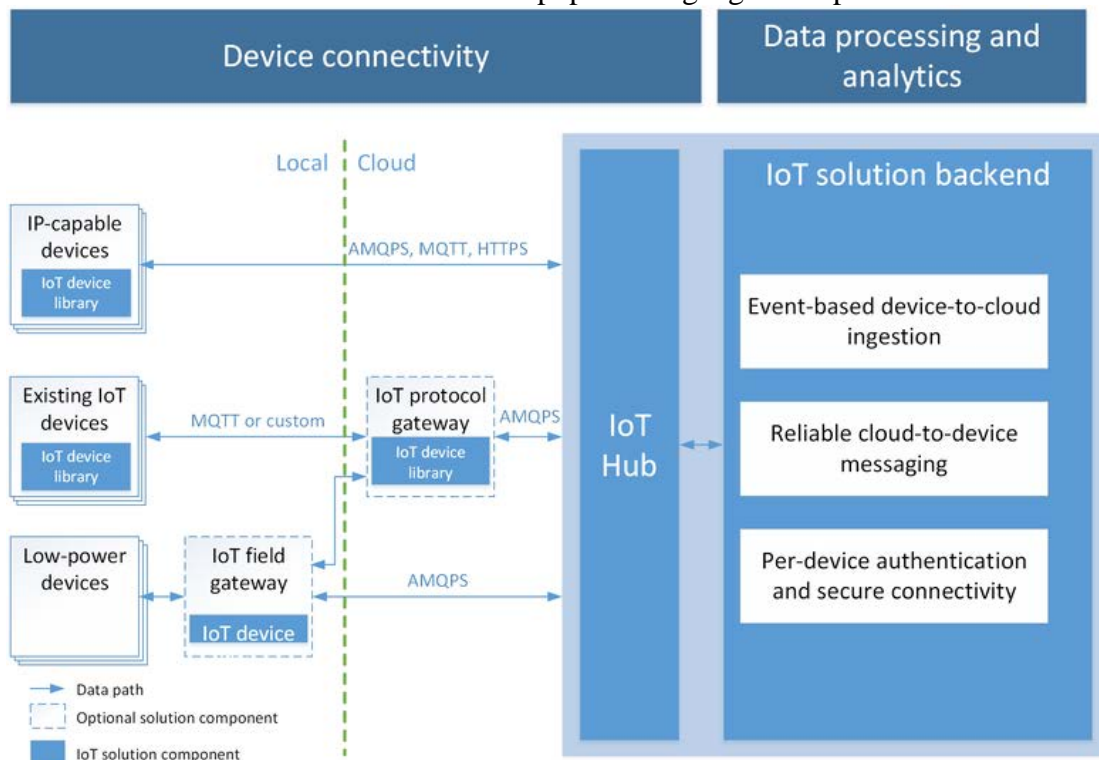 Device connectivity
Data processing and
analytics
Local
Cloud
IoT solution backend
IP-capable
devices
IoT device
library
AMQPS, MQTT, HTTPS
Event-based device-to-cloud
ingestion
Existing IoT
devices
IoT device
library
MQTT or custom
IoT protocol
gateway
IoT device
library
AMQPS
IoT
Hub
Reliable cloud-to-device
messaging
Low-power
devices
IoT field
gateway
IoT device
AMQPS
Per-device authentication
and secure connectivity
Data path
Optional solution component
IoT solution component